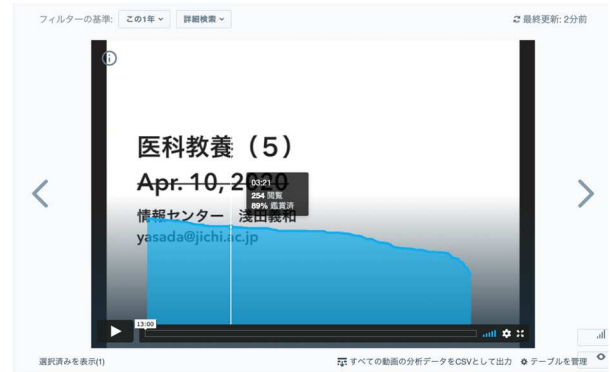 フィルターの基準: この1年 詳細検索 最終更新: 2分前
医科教養（5）
Apr. 10, 2020
03:21
254 閲覧
89% 鑑賞済
情報センター 浅田義和
yasada@jichi.ac.jp
13:00
選択済みを表示(1) すべての動画の分析データをCSVとして出力 テーブルを管理